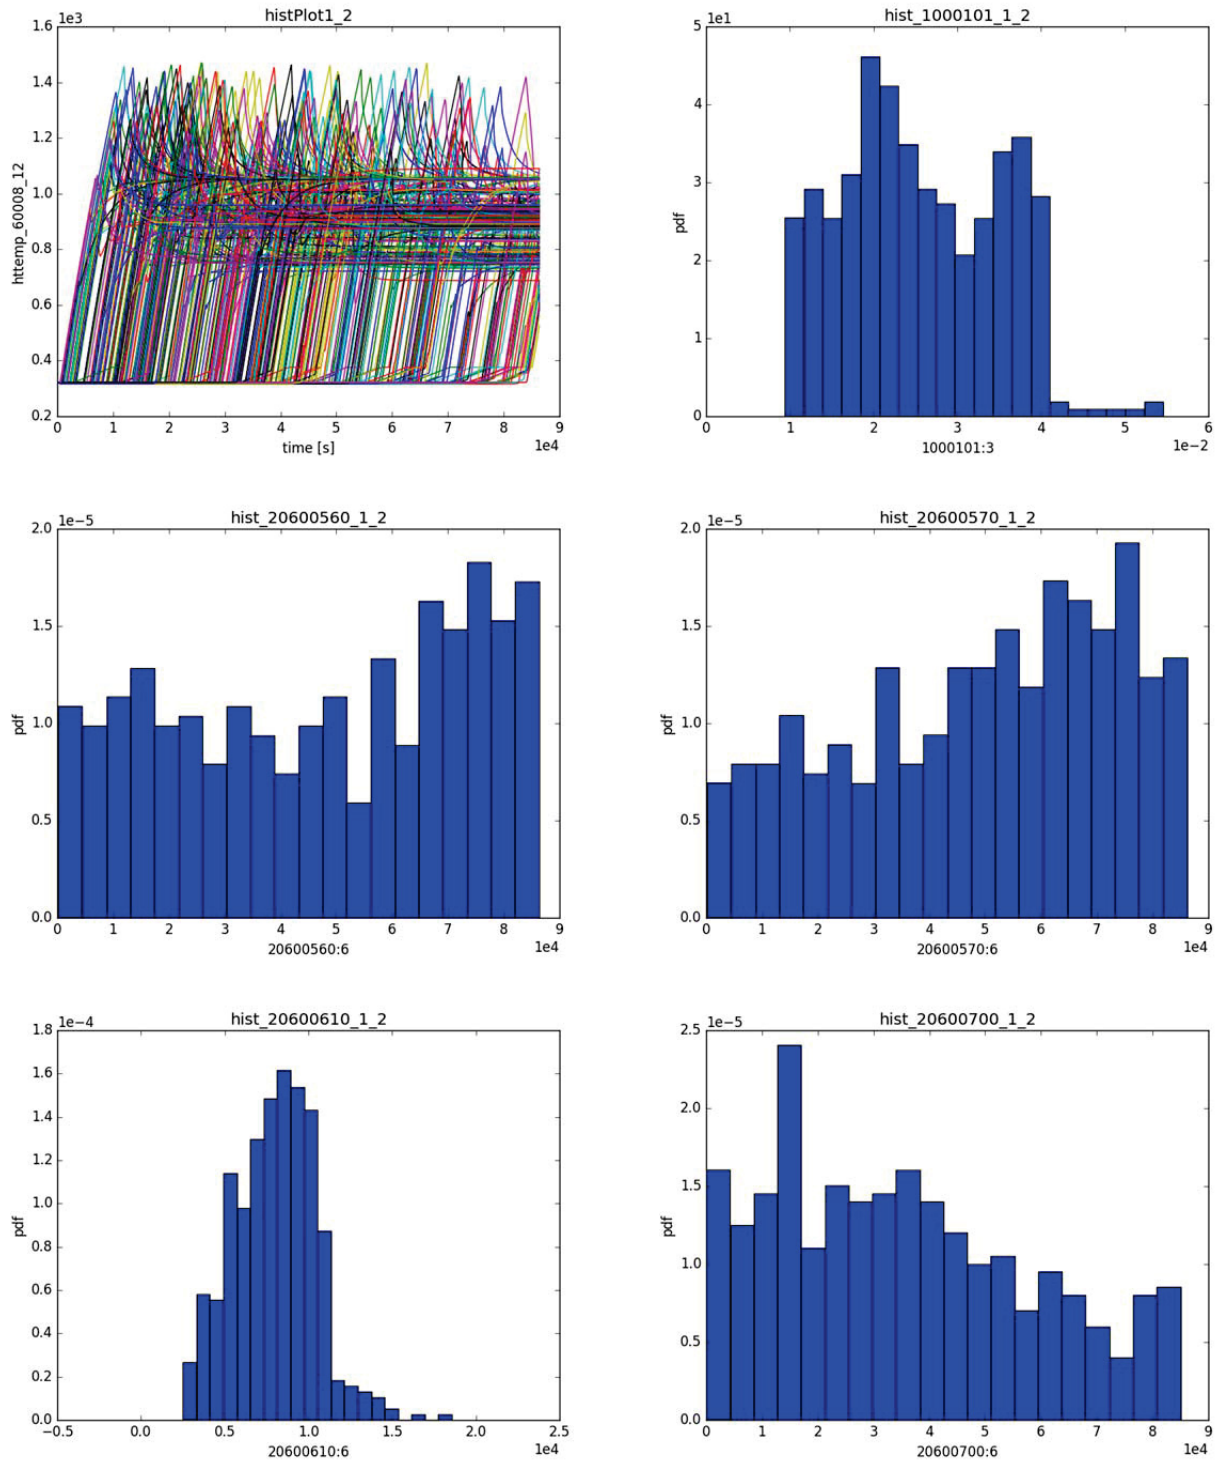 histPlot1_2
1e3
1.6
1.4
1.2
1.0
0.8
0.6
0.4
0.2
httemp_60008_12
0 1 2 3 4 5 6 7 8 9
1e4
time [s]
hist_1000101_1_2
5 1e1
4
3
2
1
0
pdf
0 1 2 3 4 5 6
1e-2
1000101:3
hist_20600560_1_2
2.0 1e-5
1.5
1.0
0.5
0.0
pdf
0 1 2 3 4 5 6 7 8 9
1e4
20600560:6
hist_20600570_1_2
2.0 1e-5
1.5
1.0
0.5
0.0
pdf
0 1 2 3 4 5 6 7 8 9
1e4
20600570:6
hist_20600610_1_2
1.8 1e-4
1.6
1.4
1.2
1.0
0.8
0.6
0.4
0.2
0.0
pdf
−0.5 0.0 0.5 1.0 1.5 2.0 2.5
1e4
20600610:6
hist_20600700_1_2
2.5 1e-5
2.0
1.5
1.0
0.5
0.0
pdf
0 1 2 3 4 5 6 7 8 9
1e4
20600700:6